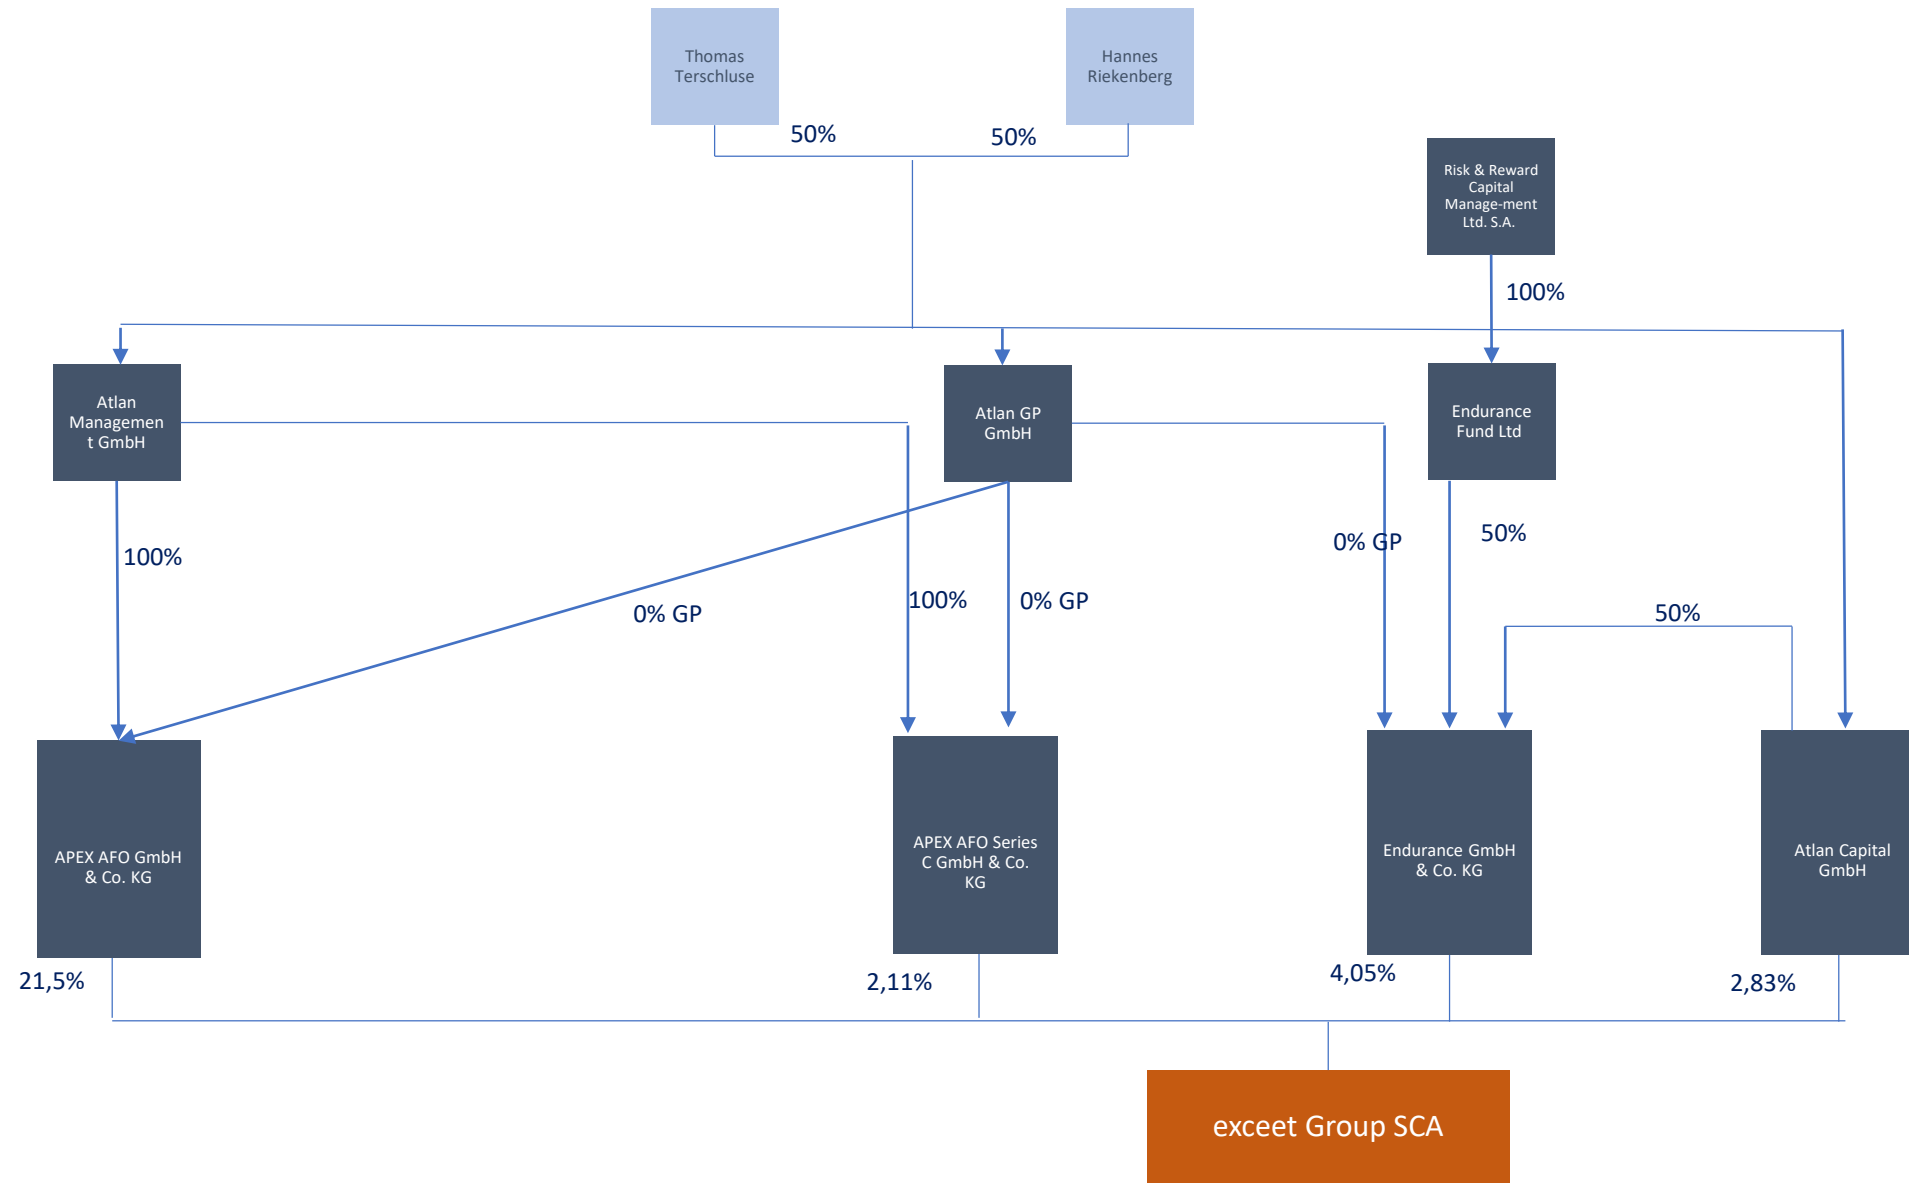 Thomas
Terschluse
Hannes
Riekenberg
50%
50%
Risk & Reward
Capital
Manage-ment
Ltd. S.A.
100%
Atlan
Managemen
t GmbH
Atlan GP
GmbH
Endurance
Fund Ltd
100%
0% GP
100%
0% GP
0% GP
50%
50%
APEX AFO GmbH
& Co. KG
APEX AFO Series
C GmbH & Co.
KG
Endurance GmbH
& Co. KG
Atlan Capital
GmbH
21,5%
2,11%
4,05%
2,83%
exceet Group SCA